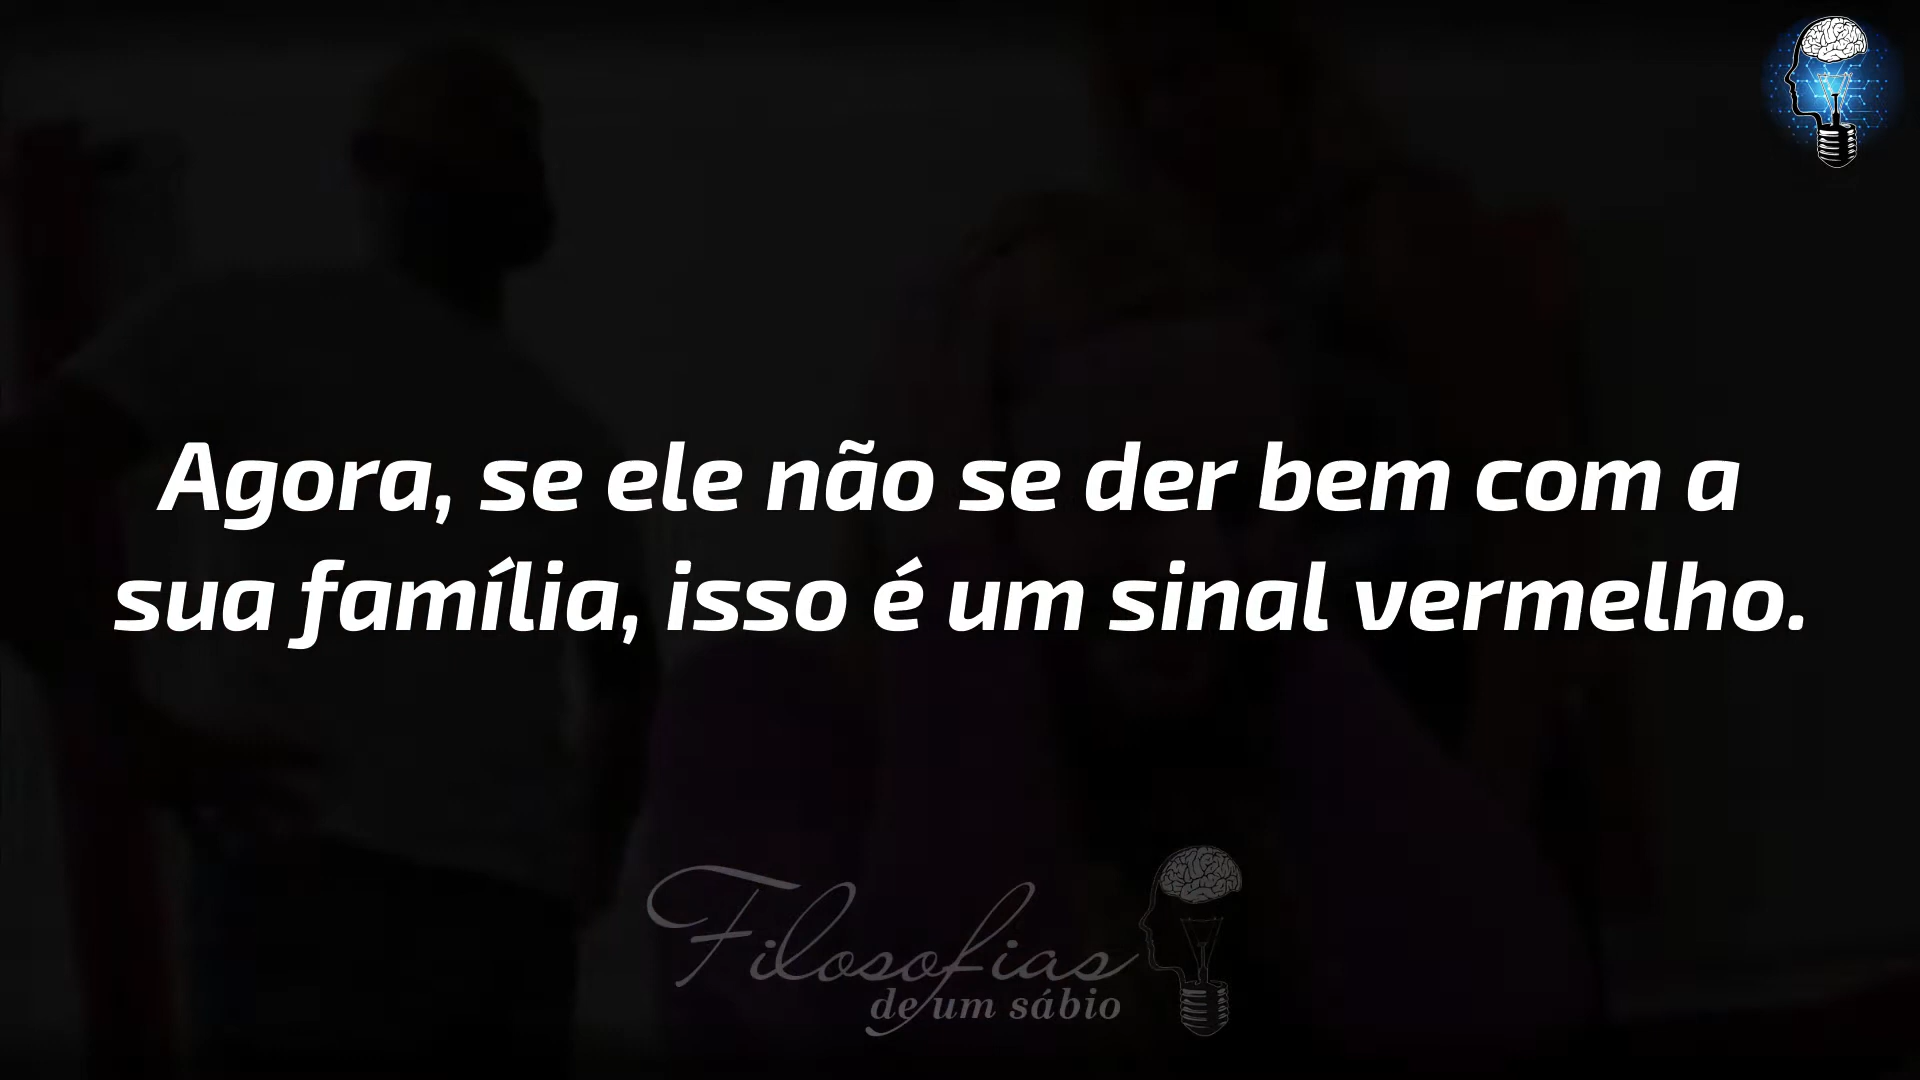 Agora, se ele não se der bem com a
sua família, isso é um sinal vermelho.
Filosofias
de um sábio